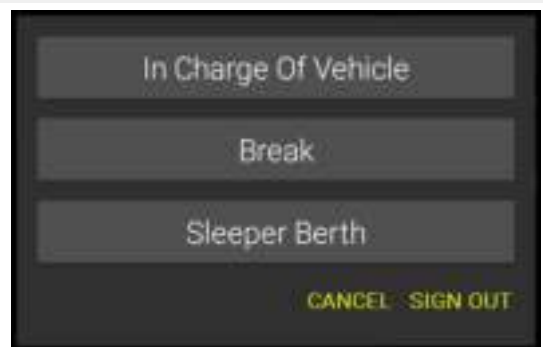 In Charge Of Vehicle
Break
Sleeper Berth
CANCEL SIGN OUT